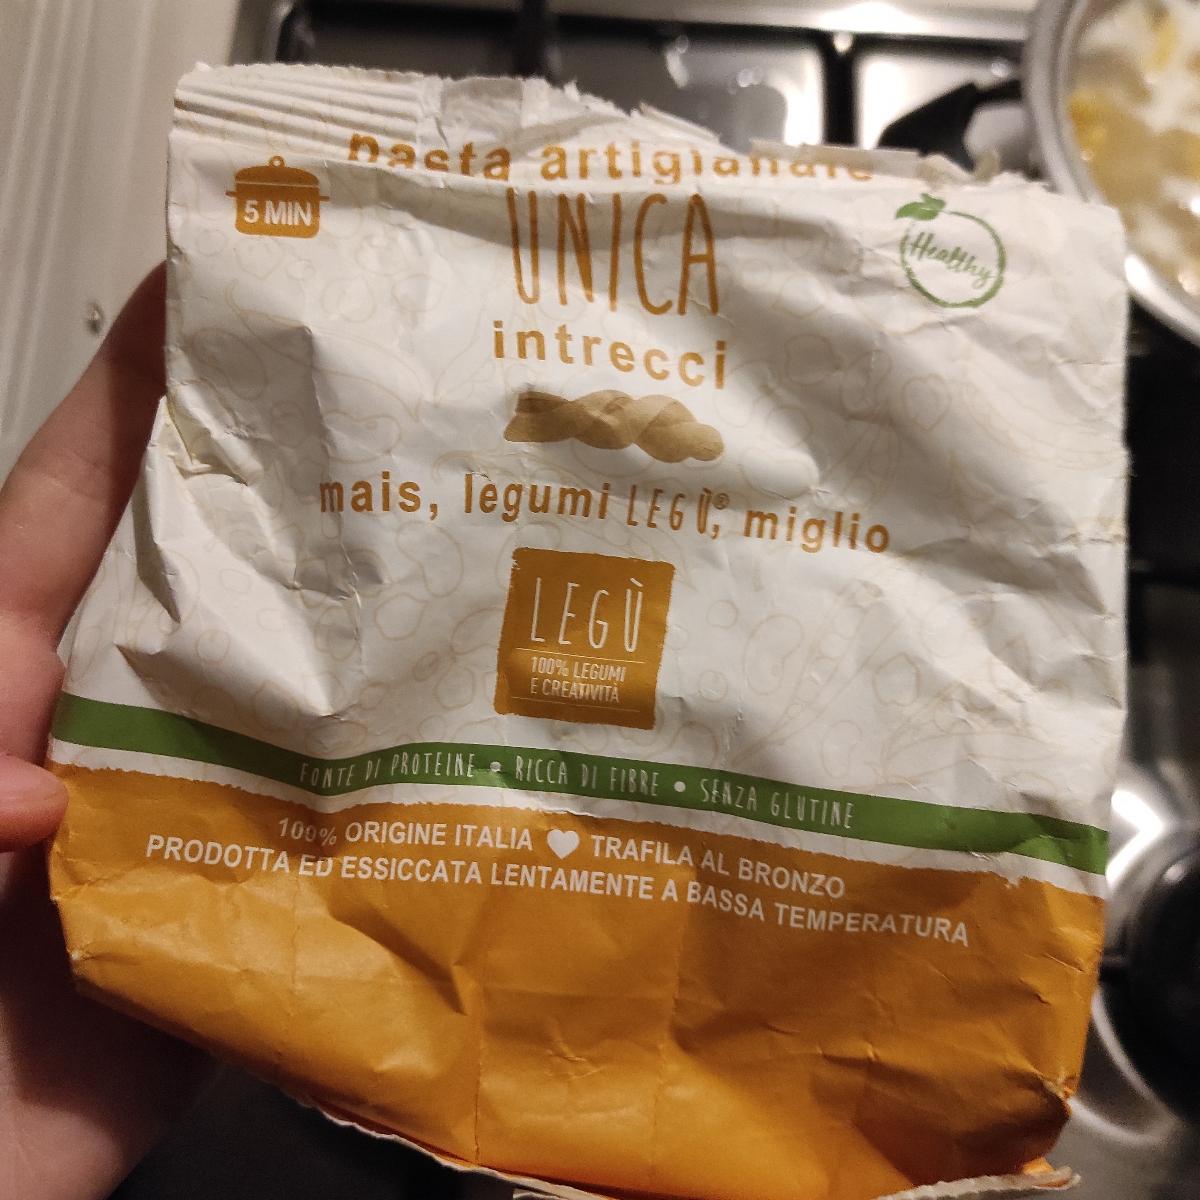 pasta artigianale
5 MIN
UNICA
Healthy
intrecci
mais, legumi LEGÙ®, miglio
LEGÙ
100% LEGUMI
E CREATIVITÀ
FONTE DI PROTEINE • RICCA DI FIBRE • SENZA GLUTINE
100% ORIGINE ITALIA ♥ TRAFILA AL BRONZO
PRODOTTA ED ESSICCATA LENTAMENTE A BASSA TEMPERATURA